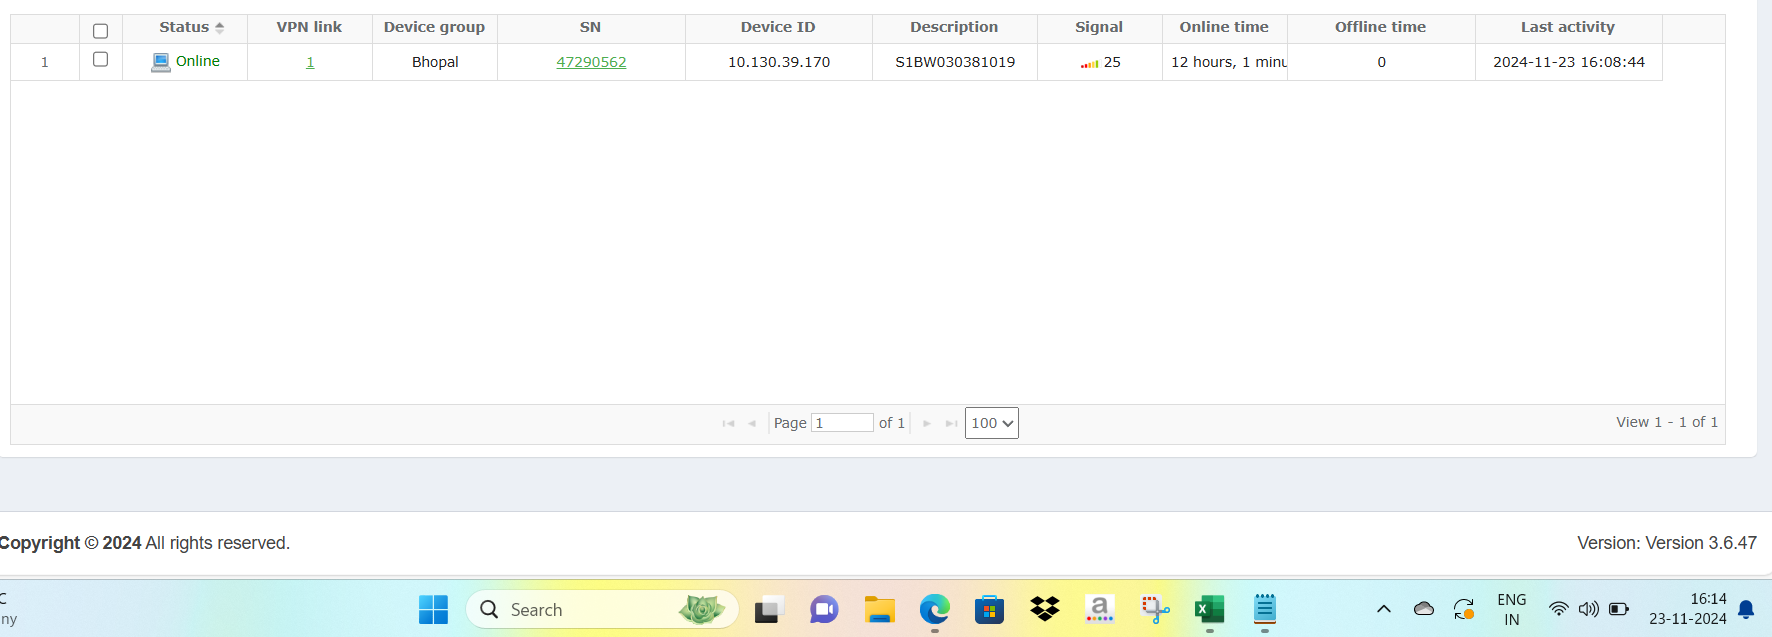 Status VPN link Device group SN Device ID Description Signal Online time Offline time Last activity
1 Online 1 Bhopal 47290562 10.130.39.170 S1BW030381019 25 12 hours, 1 minu 0 2024-11-23 16:08:44
Page 1 of 1 100 View 1 - 1 of 1
Copyright © 2024 All rights reserved. Version: Version 3.6.47
C
ny
Search
ENG
IN
16:14
23-11-2024